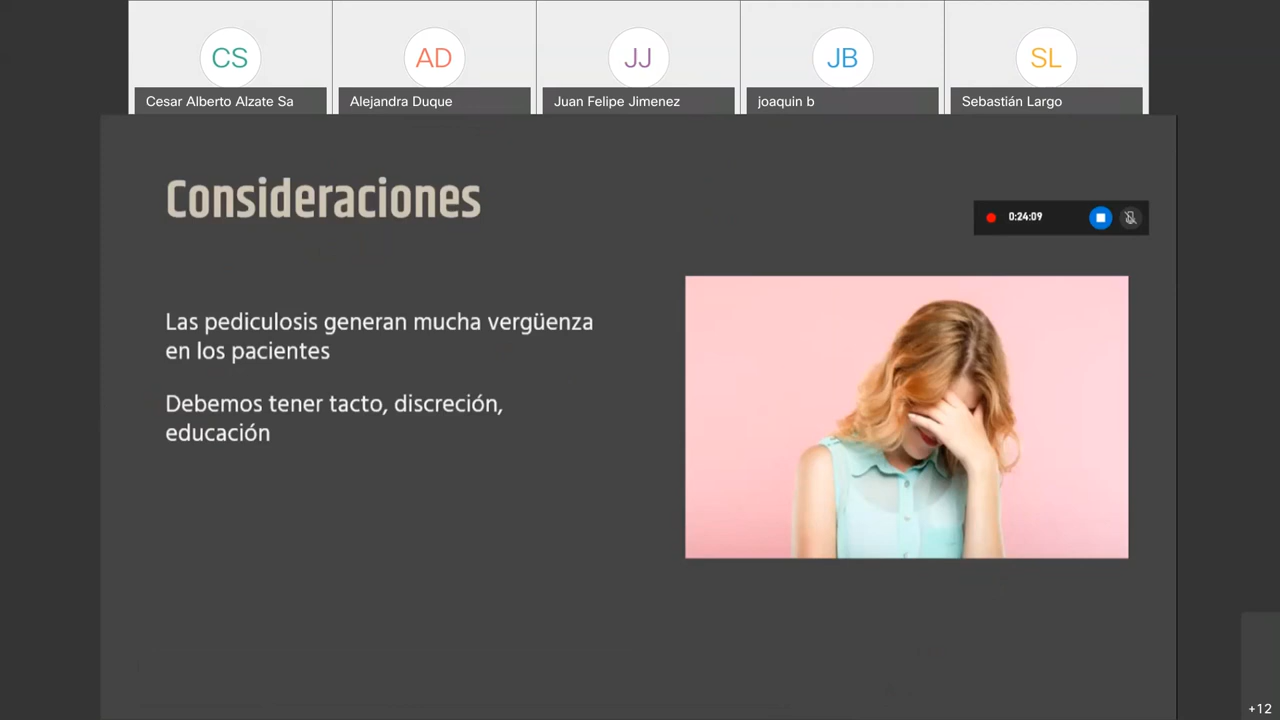 CS
AD
JJ
JB
SL
Cesar Alberto Alzate Sa
Alejandra Duque
Juan Felipe Jimenez
joaquin b
Sebastián Largo
Consideraciones
0:24:09
Las pediculosis generan mucha vergüenza
en los pacientes
Debemos tener tacto, discreción,
educación
+12